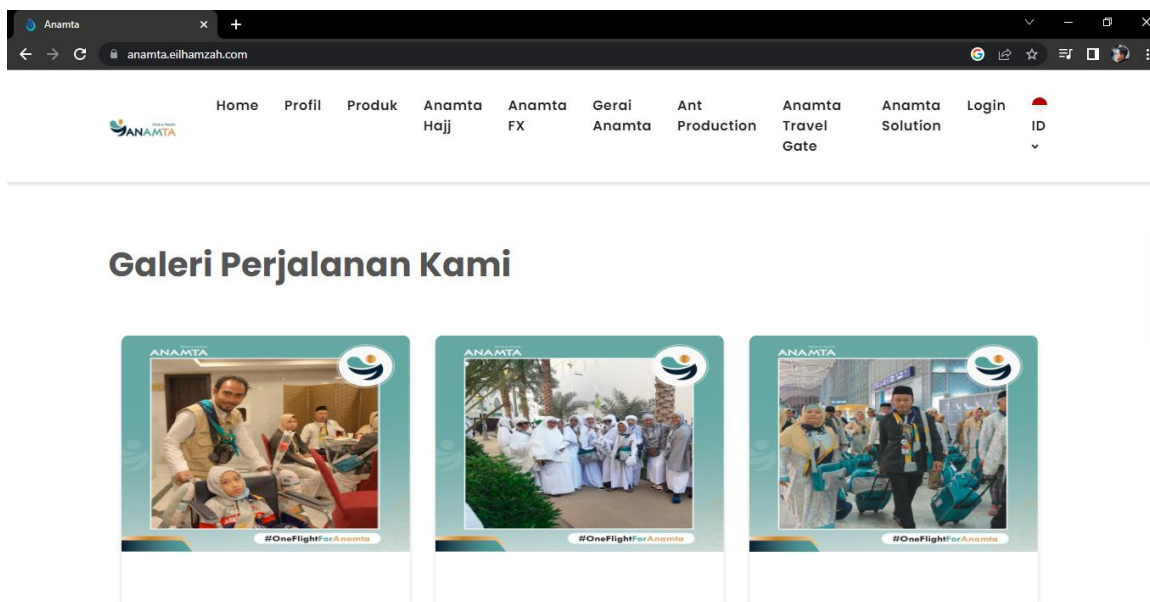 Anamta
anamta.eilhamzah.com
ANAMTA
Home
Profil
Produk
Anamta
Hajj
Anamta
FX
Gerai
Anamta
Ant
Production
Anamta
Travel
Gate
Anamta
Solution
Login
ID
Galeri Perjalanan Kami
ANAMTA
#OneFlightForAnamta
ANAMTA
#OneFlightForAnamta
ANAMTA
#OneFlightForAnamta